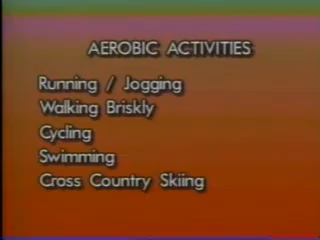 AEROBIC ACTIVITIES
Running / Jogging
Walking Briskly
Cycling
Swimming
Cross Country Skiing